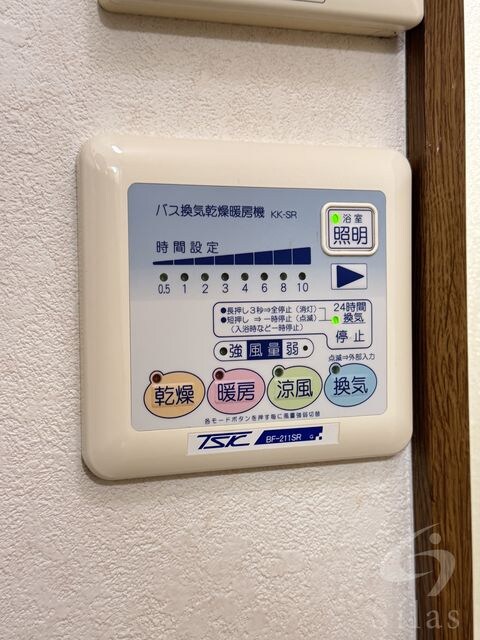 バス換気乾燥暖房機 KK-SR
浴室
照明
時間設定
0.5 1 2 3 4 6 8 10
●長押し3秒⇒全停止（消灯）
●短押し ⇒一時停止（点滅）
（入浴時など一時停止）
24時間
換気
停止
強 風量 弱
点滅⇒外部入力
乾燥 暖房 涼風 換気
各モードボタンを押す毎に風量強弱切替
TSK BF-211SR G
Silas